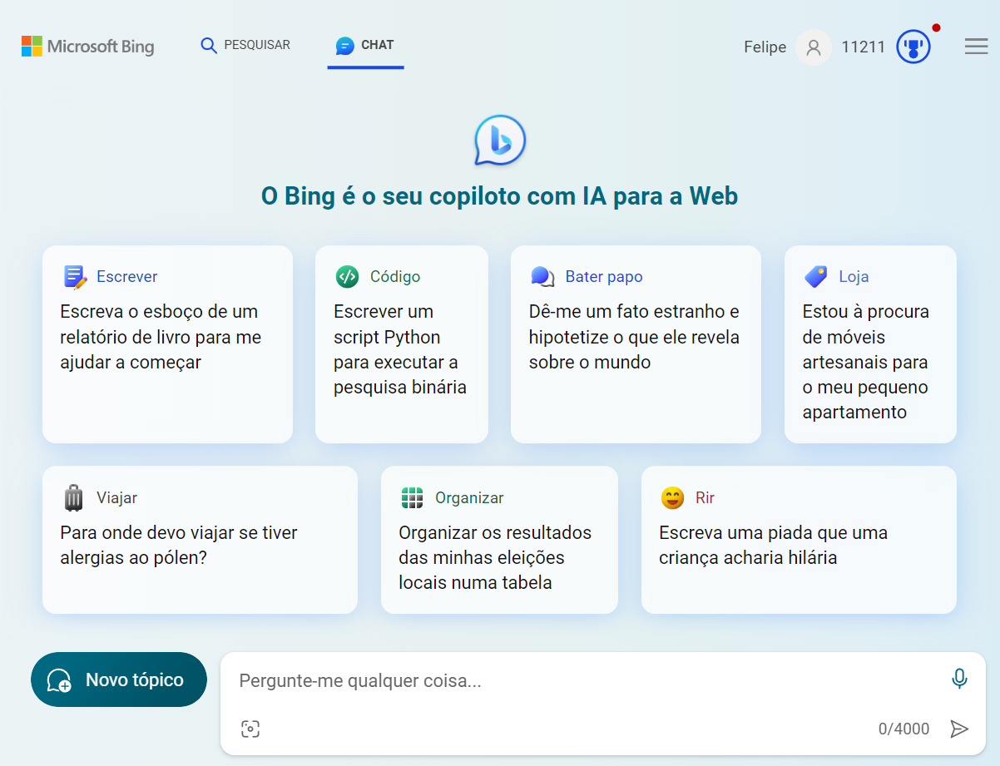 Microsoft Bing
PESQUISAR
CHAT
Felipe
11211
O Bing é o seu copiloto com IA para a Web
Escrever
Escreva o esboço de um
relatório de livro para me
ajudar a começar
Código
Escrever um
script Python
para executar a
pesquisa binária
Bater papo
Dê-me um fato estranho e
hipotetize o que ele revela
sobre o mundo
Loja
Estou à procura
de móveis
artesanais para
o meu pequeno
apartamento
Viajar
Para onde devo viajar se tiver
alergias ao pólen?
Organizar
Organizar os resultados
das minhas eleições
locais numa tabela
Rir
Escreva uma piada que uma
criança acharia hilária
Novo tópico
Pergunte-me qualquer coisa...
0/4000